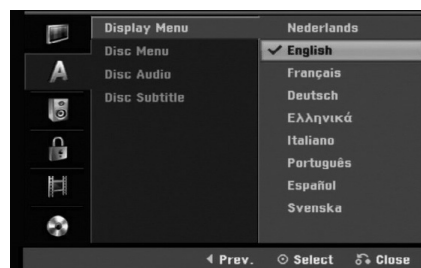 A
Display Menu
Disc Menu
Disc Audio
Disc Subtitle
Nederlands
English
Français
Deutsch
Ελληνικά
Italiano
Português
Español
Svenska
Prev.
Select
Close